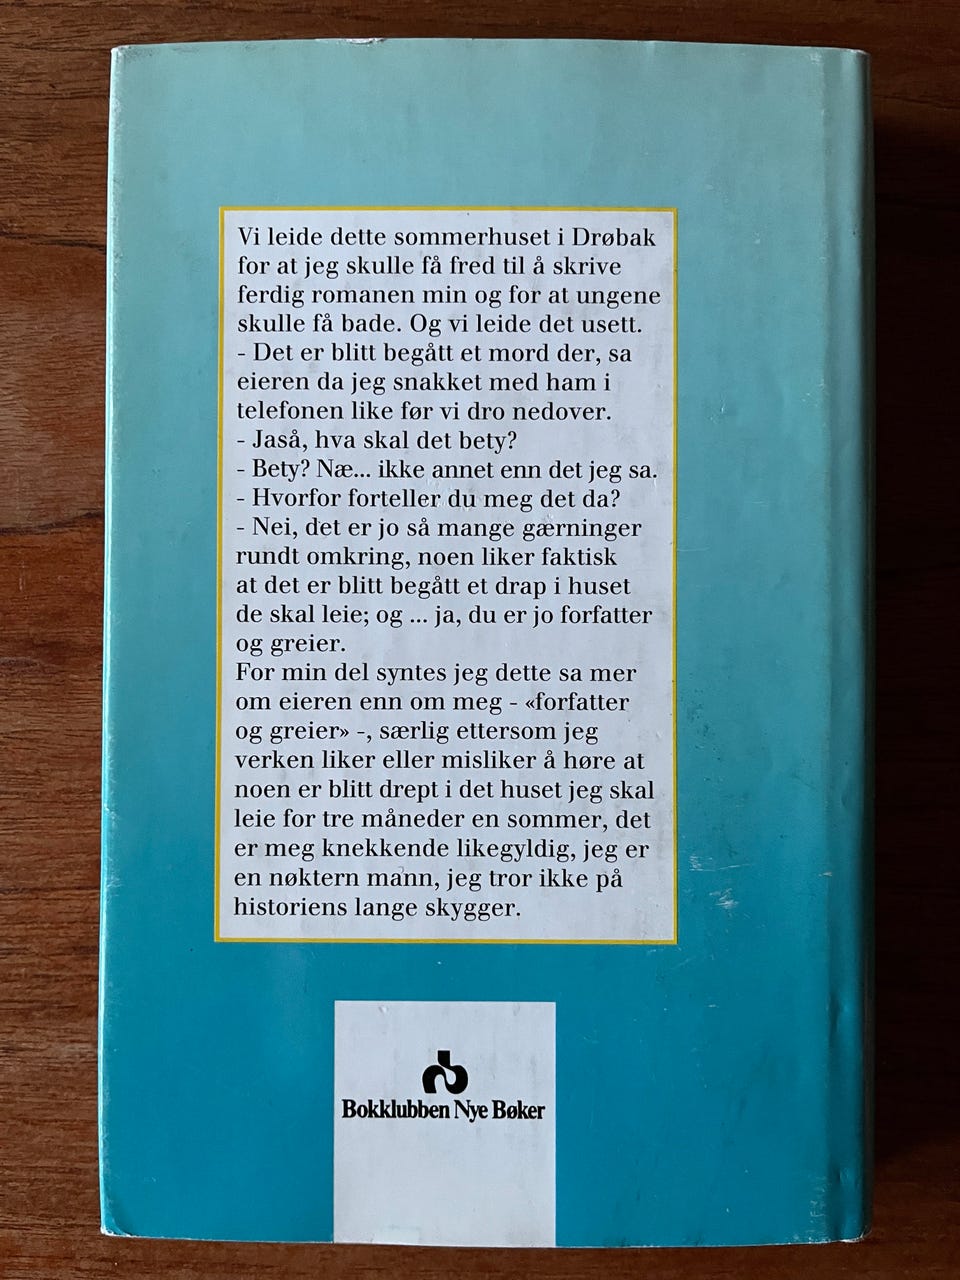 Vi leide dette sommerhuset i Drøbak
for at jeg skulle få fred til å skrive
ferdig romanen min og for at ungene
skulle få bade. Og vi leide det usett.
- Det er blitt begått et mord der, sa
eieren da jeg snakket med ham i
telefonen like før vi dro nedover.
- Jaså, hva skal det bety?
- Bety? Næ... ikke annet enn det jeg sa.
- Hvorfor forteller du meg det da?
- Nei, det er jo så mange gærninger
rundt omkring, noen liker faktisk
at det er blitt begått et drap i huset
de skal leie; og ... ja, du er jo forfatter
og greier.
For min del syntes jeg dette sa mer
om eieren enn om meg - «forfatter
og greier» -, særlig ettersom jeg
verken liker eller misliker å høre at
noen er blitt drept i det huset jeg skal
leie for tre måneder en sommer, det
er meg knekkende likegyldig, jeg er
en nøktern mann, jeg tror ikke på
historiens lange skygger.
Bokklubben Nye Bøker